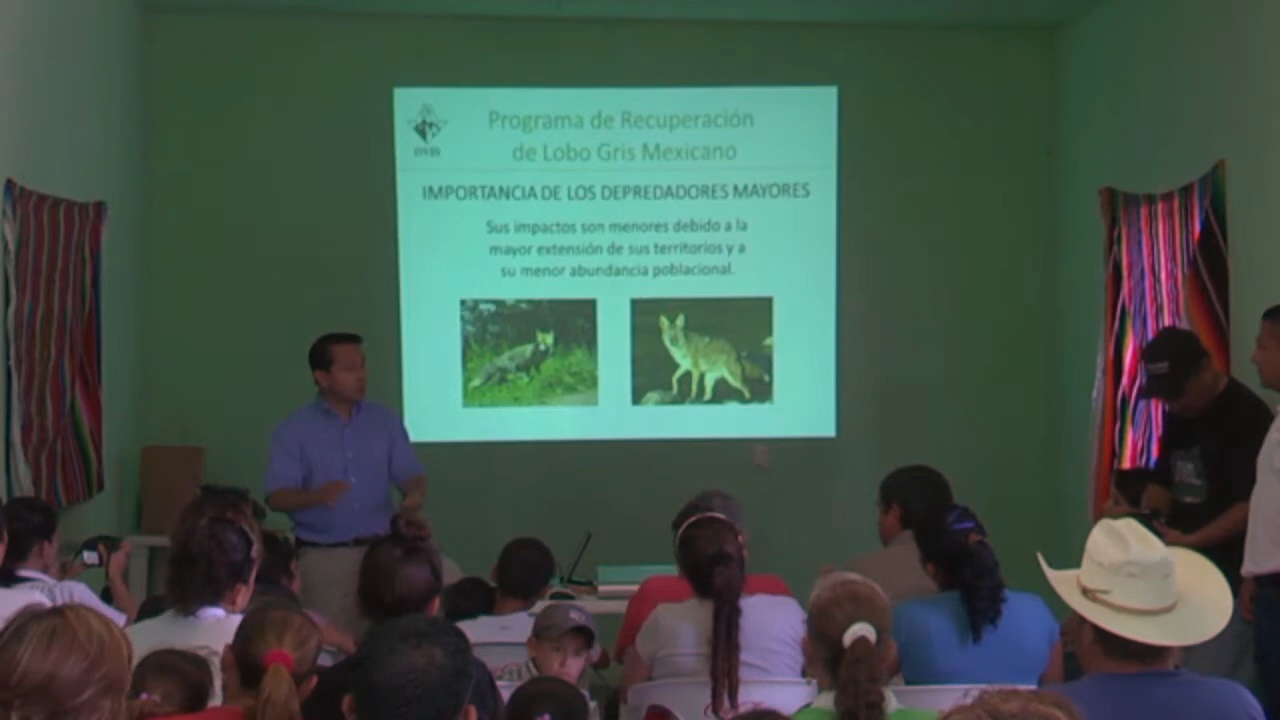 Programa de Recuperación
de Lobo Gris Mexicano
IMPORTANCIA DE LOS DEPREDADORES MAYORES
Sus impactos son menores debido a la
mayor extensión de sus territorios y a
su menor abundancia poblacional.